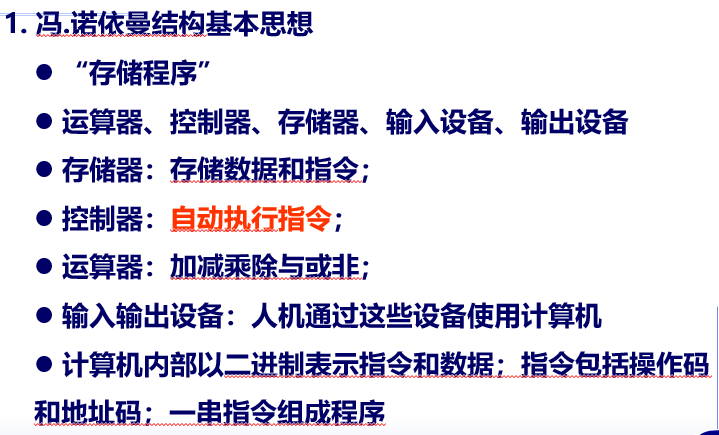 1. 冯.诺依曼结构基本思想
● “存储程序”
● 运算器、控制器、存储器、输入设备、输出设备
● 存储器：存储数据和指令；
● 控制器：自动执行指令；
● 运算器：加减乘除与或非；
● 输入输出设备：人机通过这些设备使用计算机
● 计算机内部以二进制表示指令和数据；指令包括操作码
和地址码；一串指令组成程序